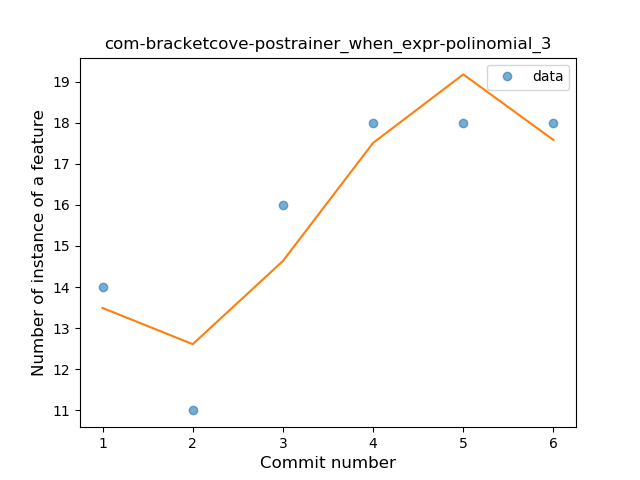 com-bracketcove-postrainer_when_expr-polinomial_3
data
Number of instance of a feature
19
18
17
16
15
14
13
12
11
1 2 3 4 5 6
Commit number